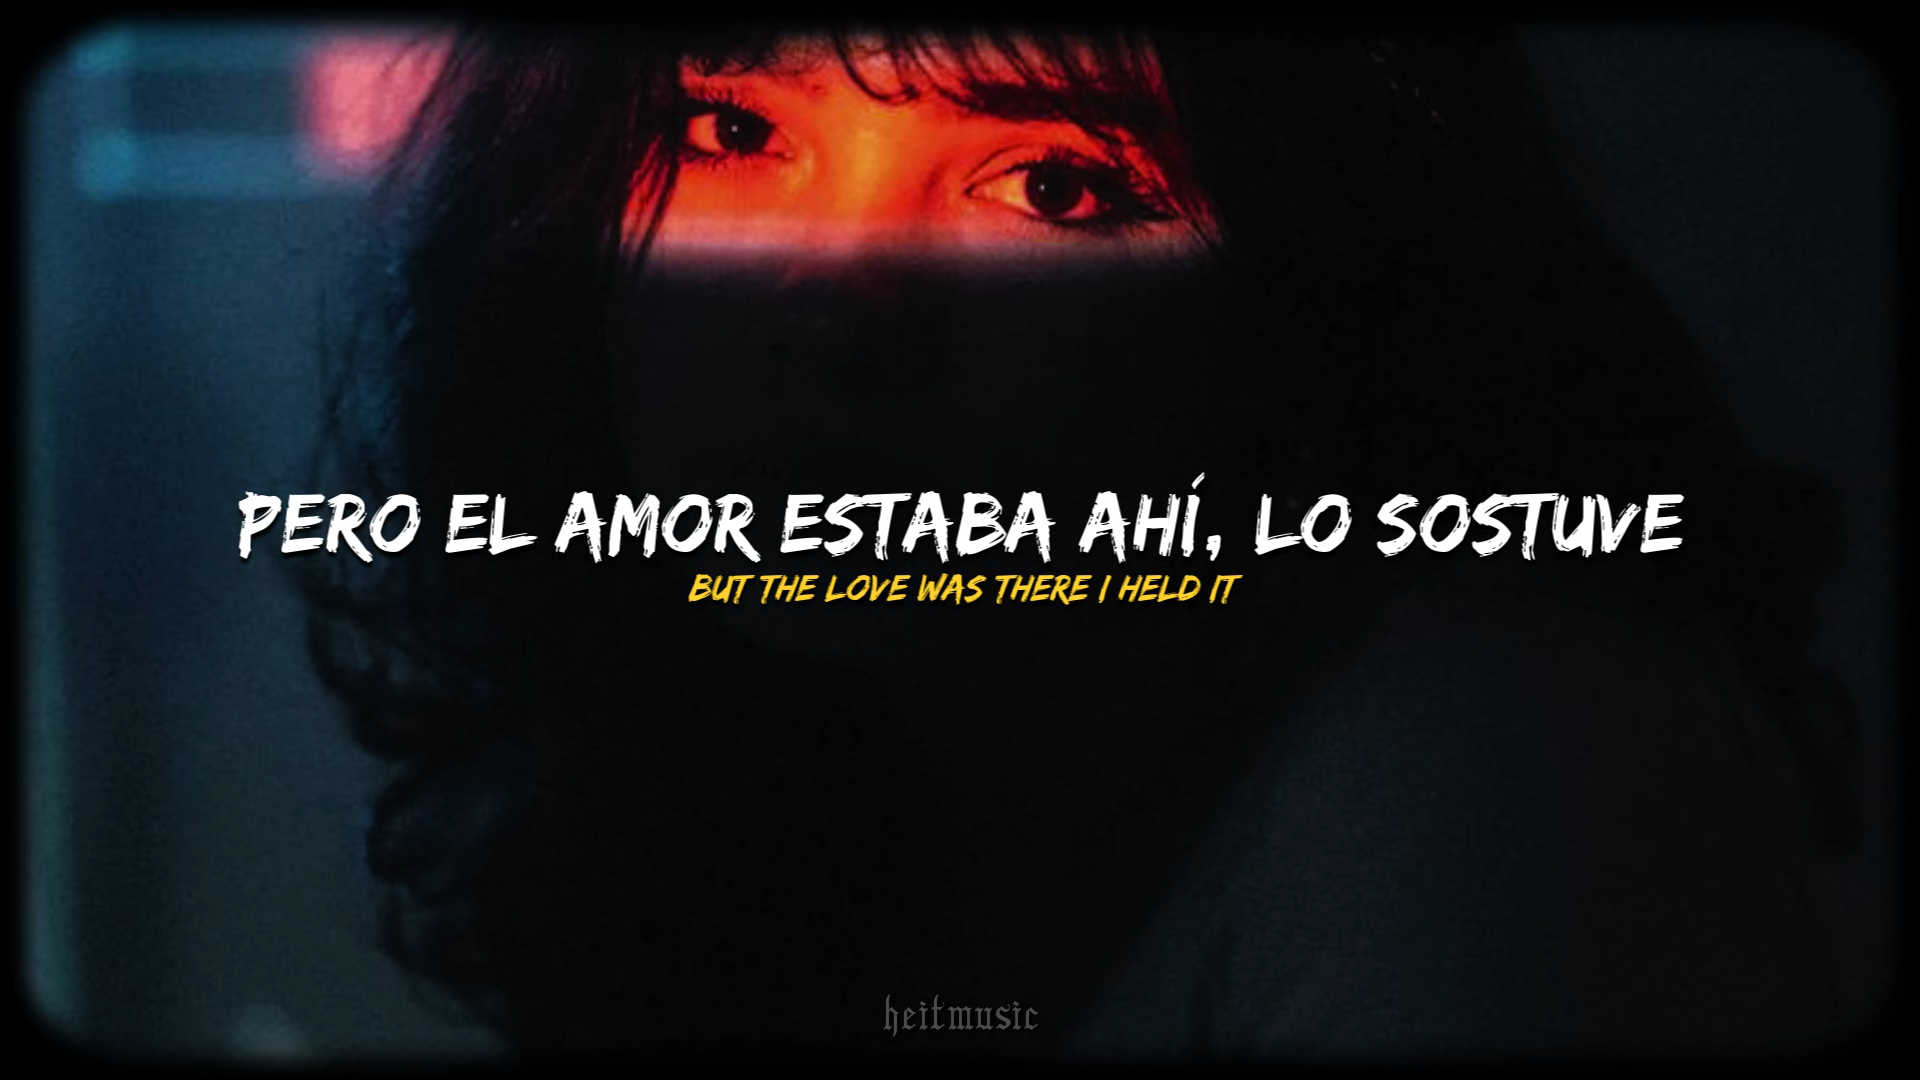 PERO EL AMOR ESTABA AHÍ, LO SOSTUVE
BUT THE LOVE WAS THERE I HELD IT
heitmusic